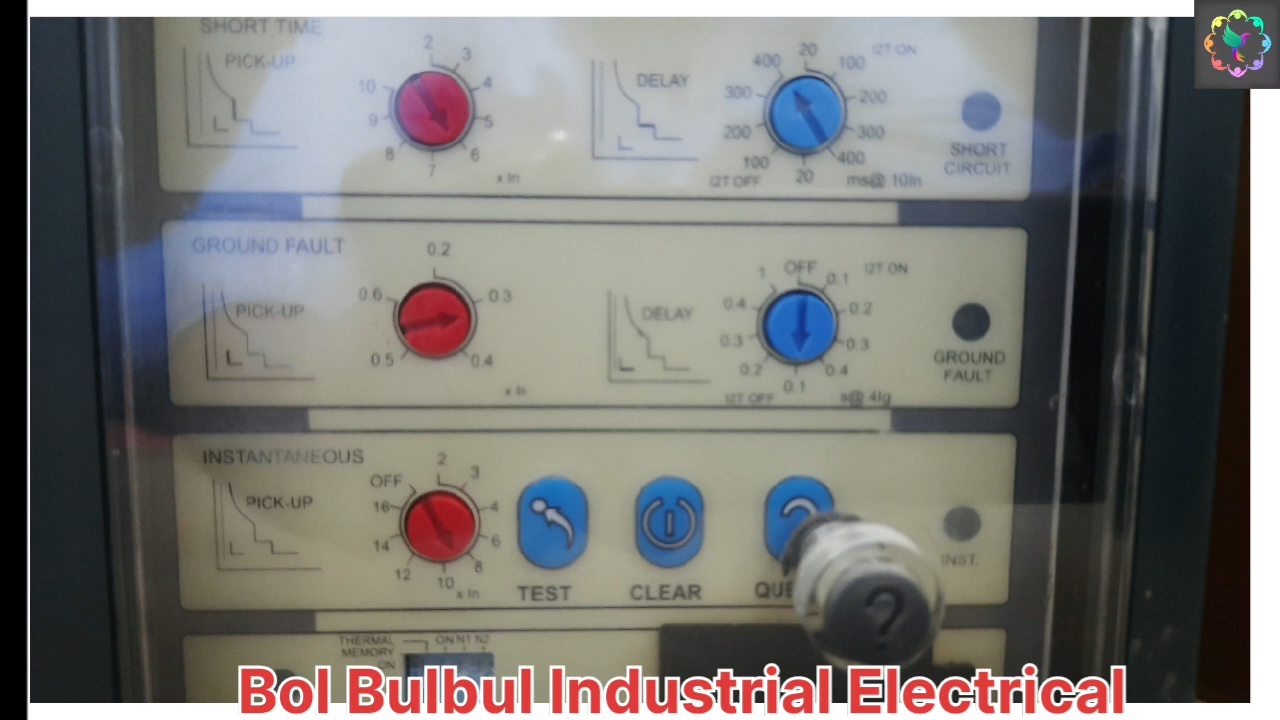 SHORT TIME
PICK-UP
2
3
4
5
6
7
8
9
10
x In
DELAY
20
100
200
300
400
20
100
200
300
400
I2T ON
I2T OFF
ms@ 10In
SHORT
CIRCUIT
GROUND FAULT
PICK-UP
0.2
0.3
0.4
0.5
0.6
x In
DELAY
OFF
0.1
0.2
0.3
0.4
0.1
0.2
0.3
0.4
1
I2T ON
I2T OFF
s@ 4Ig
GROUND
FAULT
INSTANTANEOUS
PICK-UP
OFF
2
3
4
6
8
10
12
14
16
x In
TEST
CLEAR
?
INST.
THERMAL
MEMORY
ON
ON N1 N2
Bol Bulbul Industrial Electrical